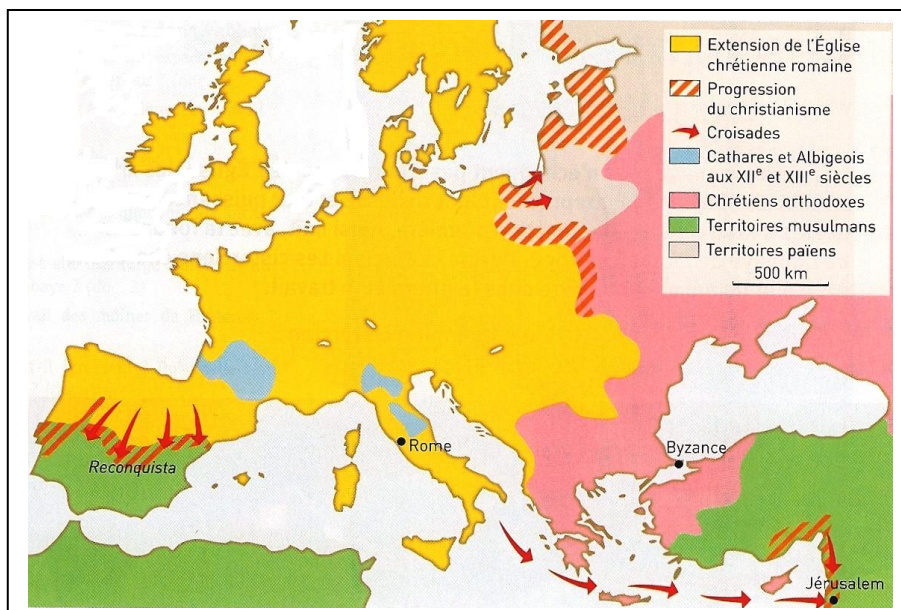 Extension de l'Église
chrétienne romaine
Progression
du christianisme
Croisades
Cathares et Albigeois
aux XIIe et XIIIe siècles
Chrétiens orthodoxes
Territoires musulmans
Territoires païens
500 km
Rome
Byzance
Reconquista
Jérusalem